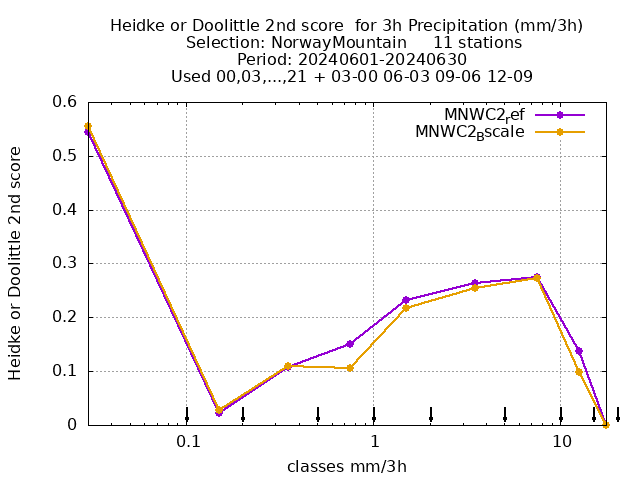 Heidke or Doolittle 2nd score  for 3h Precipitation (mm/3h)
Selection: NorwayMountain     11 stations
Period: 20240601-20240630
Used 00,03,...,21 + 03-00 06-03 09-06 12-09
MNWC2ref
MNWC2Bscale
0.6
0.5
0.4
0.3
0.2
0.1
0
Heidke or Doolittle 2nd score
0.1
1
10
classes mm/3h